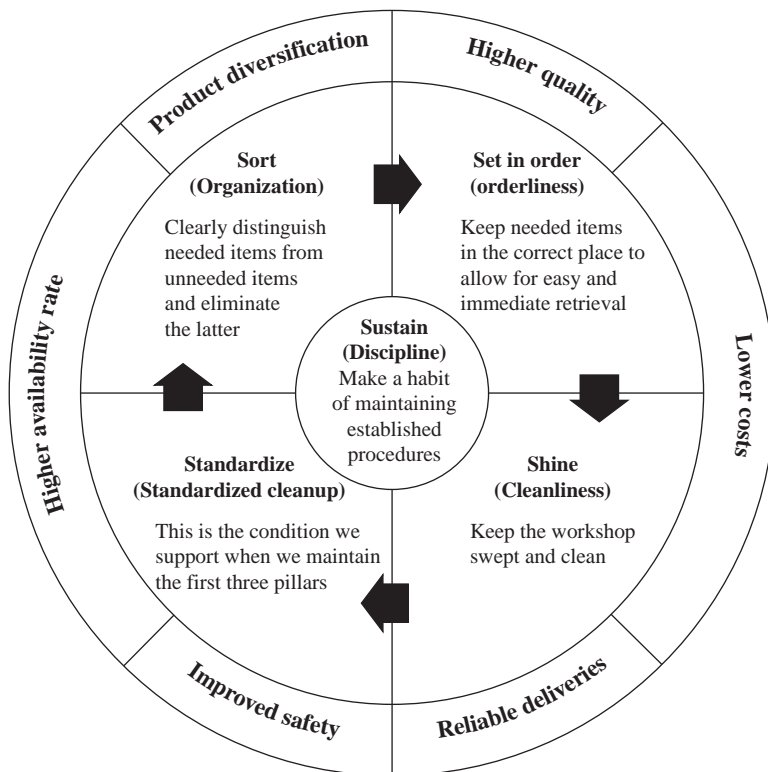 Product diversification
Higher quality
Sort
(Organization)
Clearly distinguish
needed items from
unneeded items
and eliminate
the latter
Set in order
(orderliness)
Keep needed items
in the correct place to
allow for easy and
immediate retrieval
Higher availability rate
Sustain
(Discipline)
Make a habit
of maintaining
established
procedures
Lower costs
Standardize
(Standardized cleanup)
This is the condition we
support when we maintain
the first three pillars
Shine
(Cleanliness)
Keep the workshop
swept and clean
Improved safety
Reliable deliveries